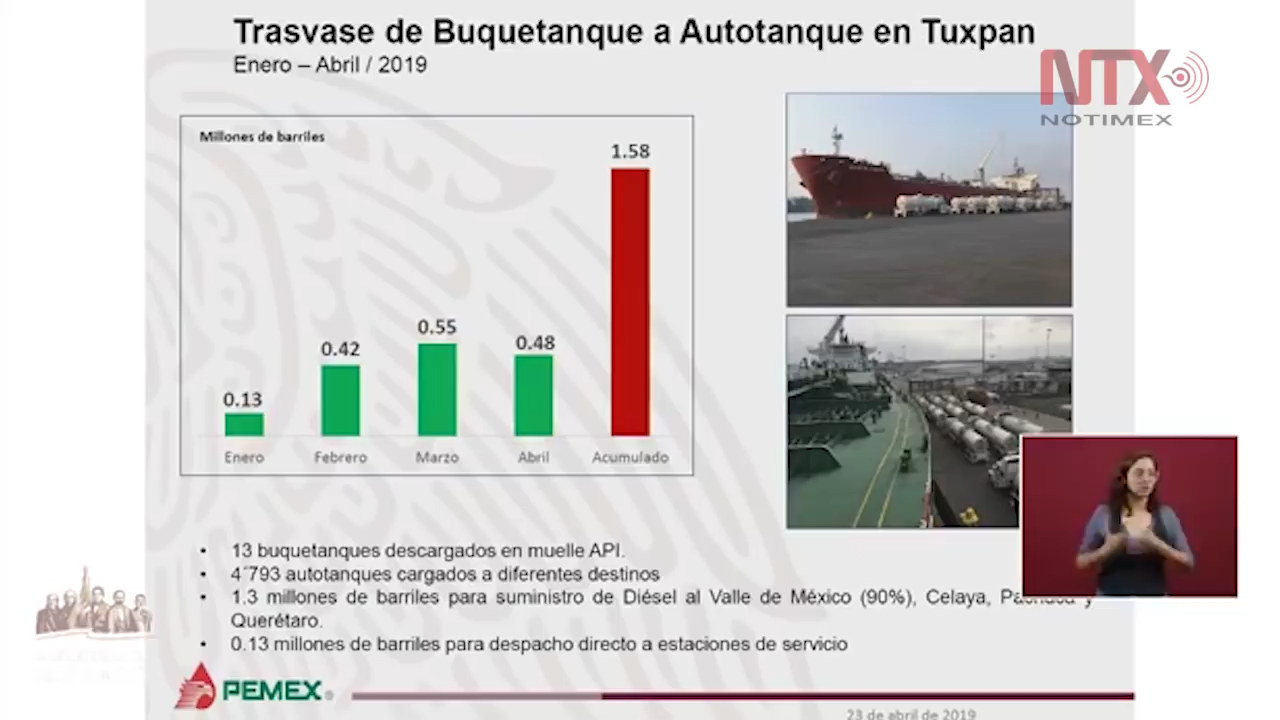 Trasvase de Buquetanque a Autotanque en Tuxpan
Enero – Abril / 2019
NTX
NOTIMEX
Millones de barriles
1.58
0.55
0.48
0.42
0.13
Enero Febrero Marzo Abril Acumulado
• 13 buquetanques descargados en muelle API.
• 4´793 autotanques cargados a diferentes destinos
• 1.3 millones de barriles para suministro de Diésel al Valle de México (90%), Celaya, Pachuca y
Querétaro.
• 0.13 millones de barriles para despacho directo a estaciones de servicio
PEMEX®
23 de abril de 2019